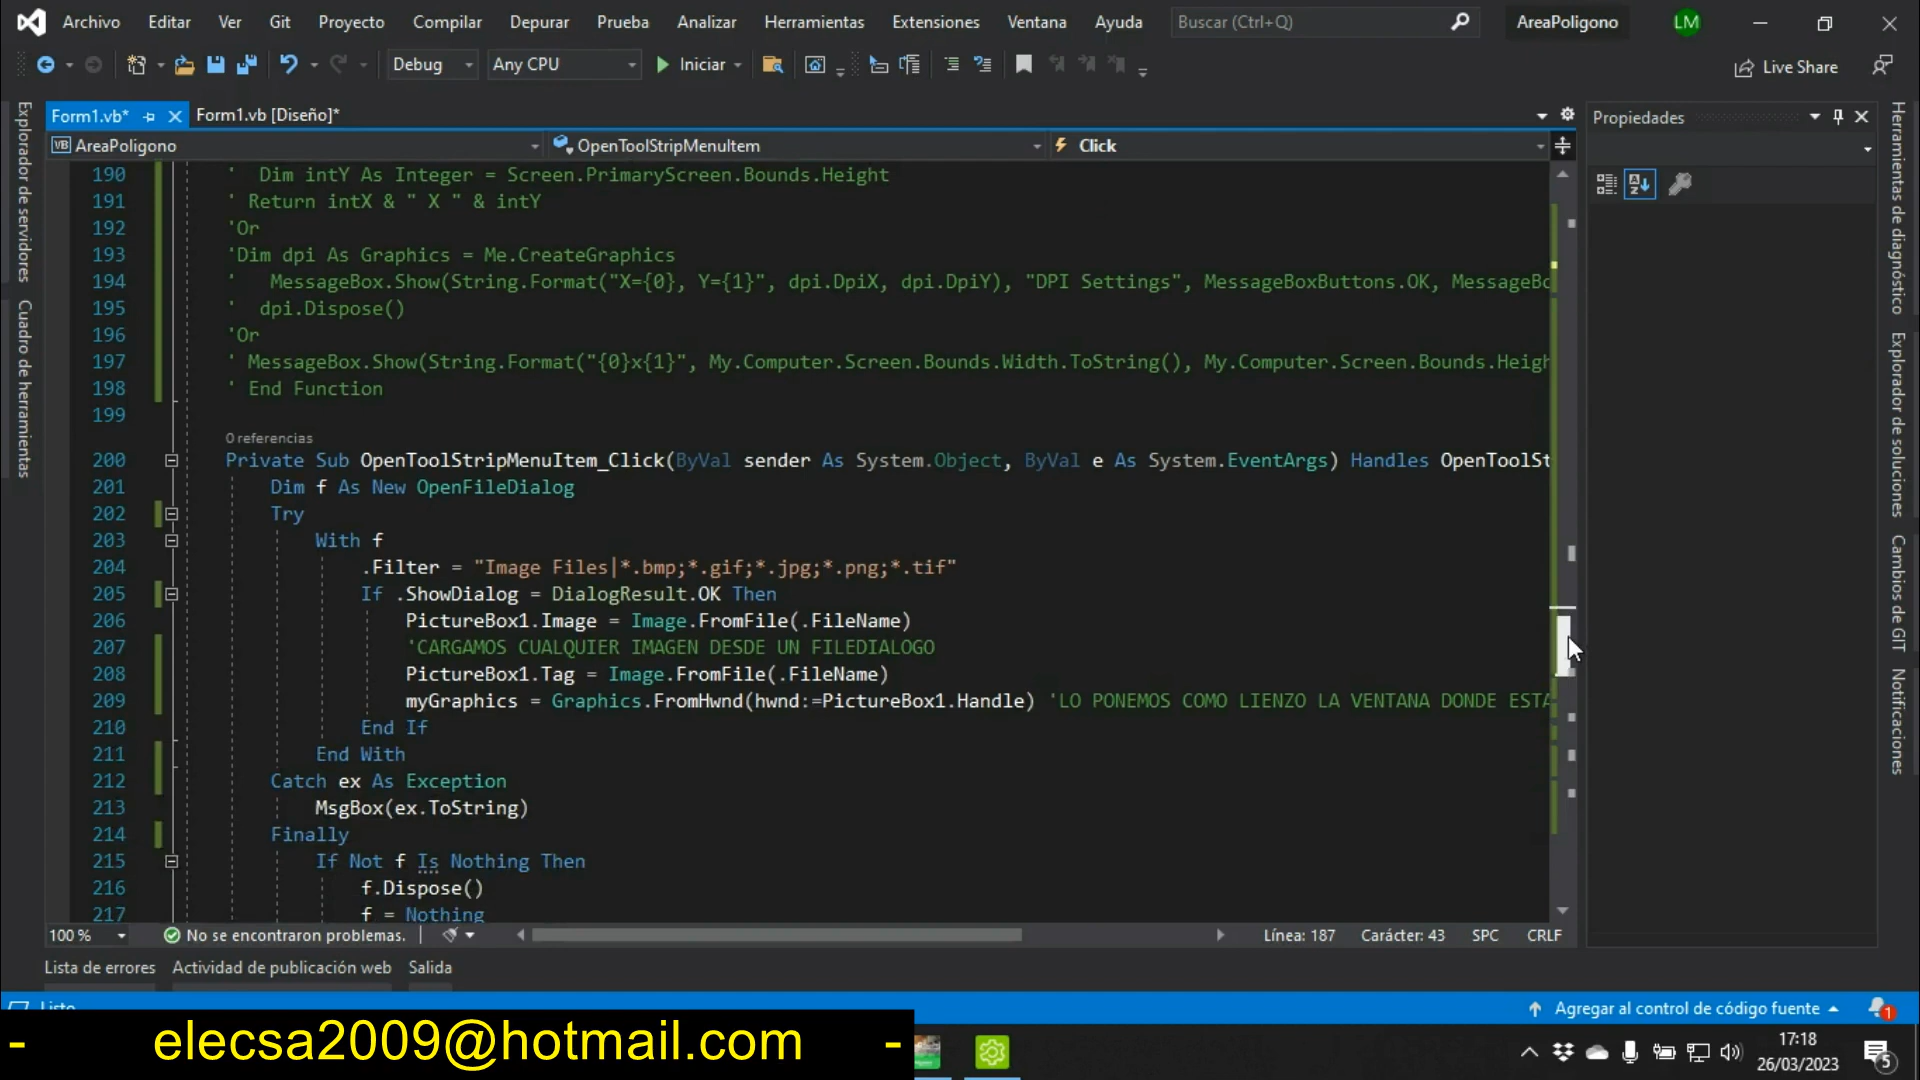 Archivo Editar Ver Git Proyecto Compilar Depurar Prueba Analizar Herramientas Extensiones Ventana Ayuda Buscar (Ctrl+Q) AreaPoligono LM
Debug Any CPU Iniciar Live Share
Form1.vb* Form1.vb [Diseño]* Propiedades
VB AreaPoligono OpenToolStripMenuItem Click
190 ' Dim intY As Integer = Screen.PrimaryScreen.Bounds.Height
191 ' Return intX & " X " & intY
192 'Or
193 'Dim dpi As Graphics = Me.CreateGraphics
194 ' MessageBox.Show(String.Format("X={0}, Y={1}", dpi.DpiX, dpi.DpiY), "DPI Settings", MessageBoxButtons.OK, MessageBo
195 ' dpi.Dispose()
196 'Or
197 ' MessageBox.Show(String.Format("{0}x{1}", My.Computer.Screen.Bounds.Width.ToString(), My.Computer.Screen.Bounds.Heigh
198 ' End Function
199
0 referencias
200 Private Sub OpenToolStripMenuItem_Click(ByVal sender As System.Object, ByVal e As System.EventArgs) Handles OpenToolSt
201 Dim f As New OpenFileDialog
202 Try
203 With f
204 .Filter = "Image Files|*.bmp;*.gif;*.jpg;*.png;*.tif"
205 If .ShowDialog = DialogResult.OK Then
206 PictureBox1.Image = Image.FromFile(.FileName)
207 'CARGAMOS CUALQUIER IMAGEN DESDE UN FILEDIALOGO
208 PictureBox1.Tag = Image.FromFile(.FileName)
209 myGraphics = Graphics.FromHwnd(hwnd:=PictureBox1.Handle) 'LO PONEMOS COMO LIENZO LA VENTANA DONDE ESTA
210 End If
211 End With
212 Catch ex As Exception
213 MsgBox(ex.ToString)
214 Finally
215 If Not f Is Nothing Then
216 f.Dispose()
217 f = Nothing
100 % No se encontraron problemas. Línea: 187 Carácter: 43 SPC CRLF
Lista de errores Actividad de publicación web Salida
Listo Agregar al control de código fuente 1
- elecsa2009@hotmail.com -
17:18
26/03/2023 5
Explorador de servidores
Cuadro de herramientas
Herramientas de diagnóstico
Explorador de soluciones
Cambios de GIT
Notificaciones